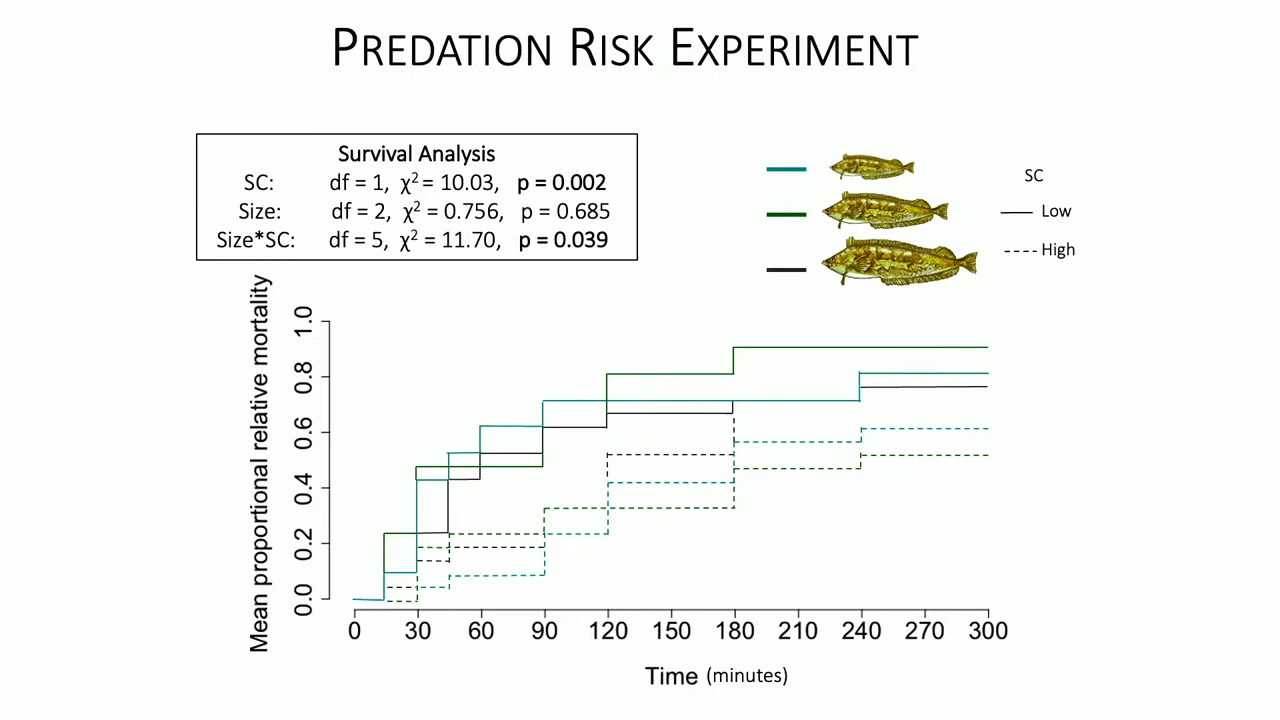 PREDATION RISK EXPERIMENT
Survival Analysis
SC: df = 1, χ² = 10.03, p = 0.002
Size: df = 2, χ² = 0.756, p = 0.685
Size*SC: df = 5, χ² = 11.70, p = 0.039
SC
Low
High
Mean proportional relative mortality
1.0
0.8
0.6
0.4
0.2
0.0
0 30 60 90 120 150 180 210 240 270 300
Time (minutes)